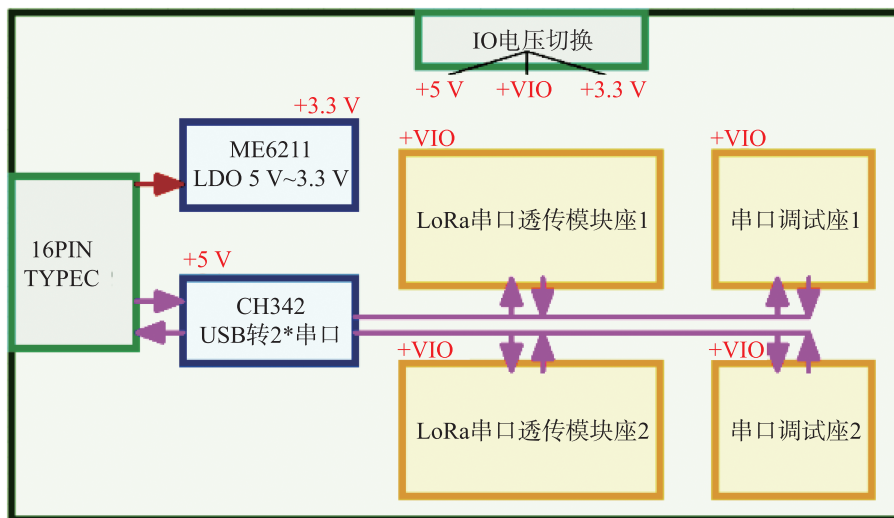 IO电压切换
+5 V
+VIO
+3.3 V
+3.3 V
ME6211
LDO 5 V~3.3 V
+VIO
LoRa串口透传模块座1
+VIO
串口调试座1
16PIN
TYPEC
+5 V
CH342
USB转2*串口
+VIO
LoRa串口透传模块座2
+VIO
串口调试座2